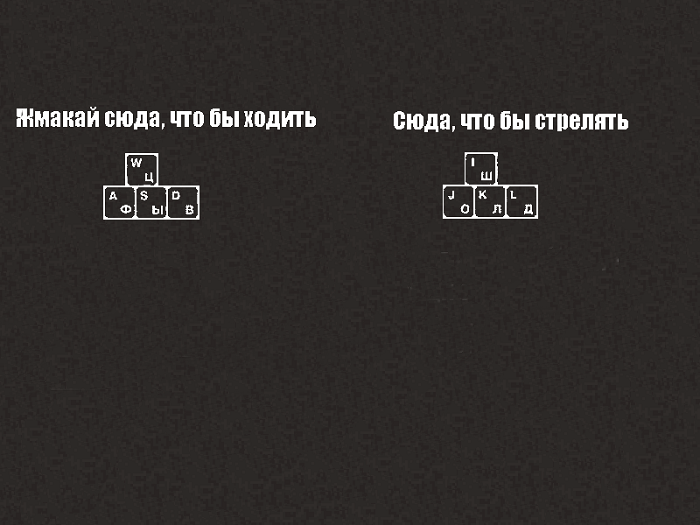 Жмакай сюда, что бы ходить
Сюда, что бы стрелять
W Ц
A Ф S Ы D В
I Ш
J О K Л L Д